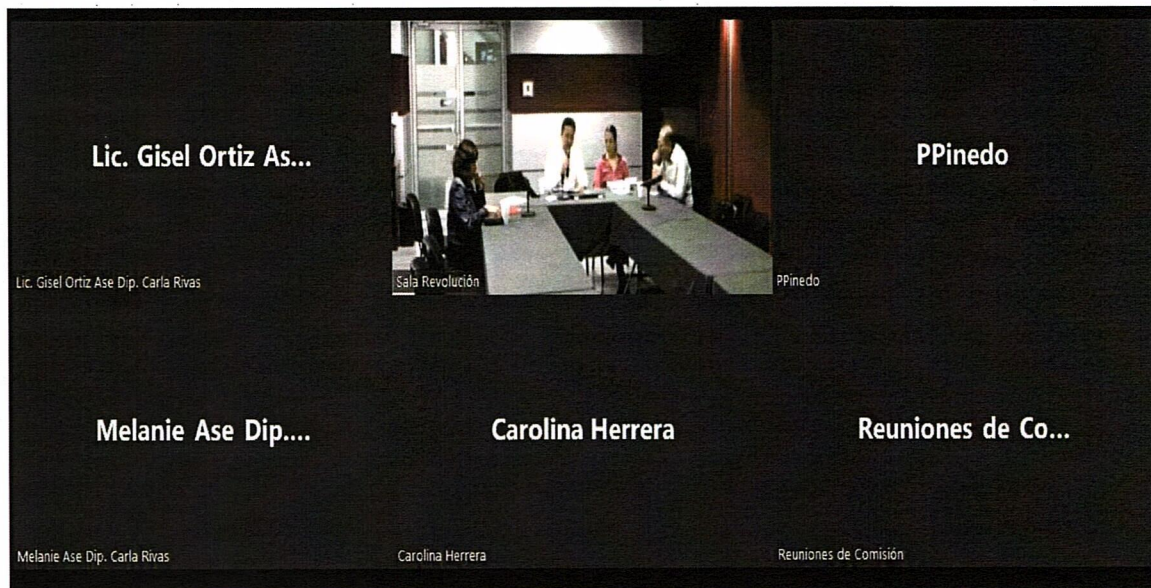 Lic. Gisel Ortiz As...
PPinedo
Lic. Gisel Ortiz Ase Dip. Carla Rivas
Sala Revolución
PPinedo
Melanie Ase Dip....
Carolina Herrera
Reuniones de Co...
Melanie Ase Dip. Carla Rivas
Carolina Herrera
Reuniones de Comisión